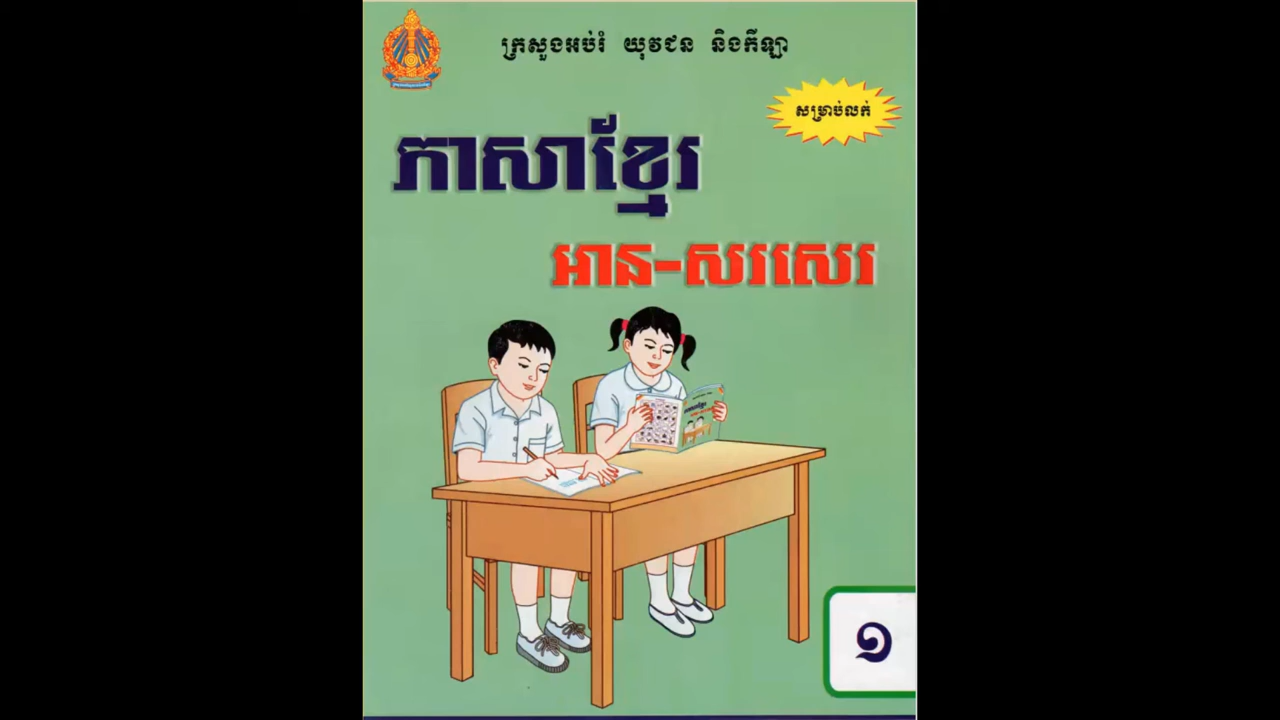 ក្រសួងអប់រំ យុវជន និងកីឡា
សម្រាប់លក់
ភាសាខ្មែរ
អាន-សរសេរ
១